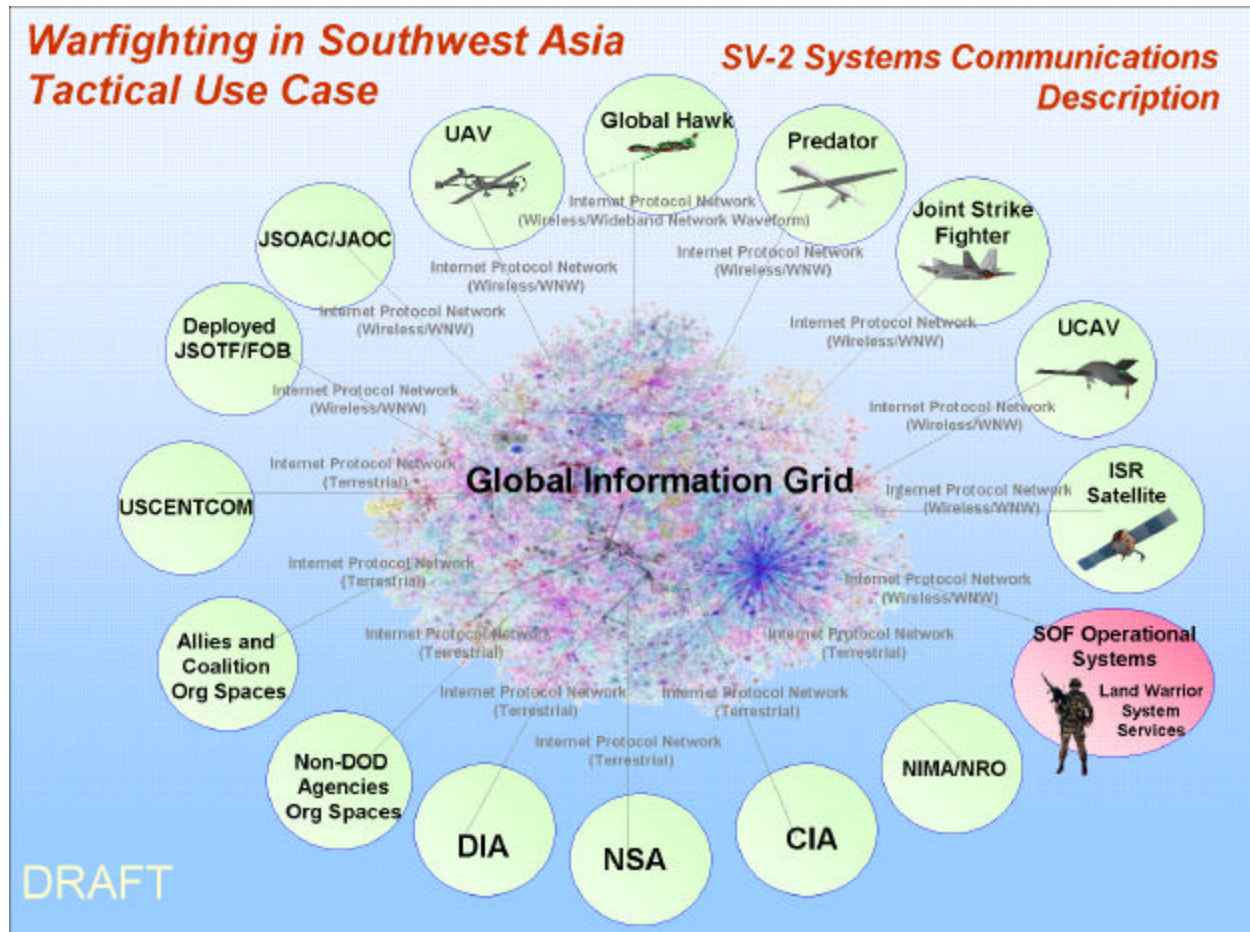 Warfighting in Southwest Asia
Tactical Use Case
SV-2 Systems Communications
Description
UAV
Global Hawk
Predator
Internet Protocol Network
(Wireless/Wideband Network Waveform)
Joint Strike
Fighter
JSOAC/JAOC
Internet Protocol Network
(Wireless/WNW)
Internet Protocol Network
(Wireless/WNW)
Internet Protocol Network
(Wireless/WNW)
Internet Protocol Network
(Wireless/WNW)
Deployed
JSOTF/FOB
UCAV
Internet Protocol Network
(Wireless/WNW)
Internet Protocol Network
(Wireless/WNW)
Internet Protocol Network
(Terrestrial)
Global Information Grid
Internet Protocol Network
(Wireless/WNW)
ISR
Satellite
USCENTCOM
Internet Protocol Network
(Terrestrial)
Internet Protocol Network
(Wireless/WNW)
Allies and
Coalition
Org Spaces
Internet Protocol Network
(Terrestrial)
Internet Protocol Network
(Terrestrial)
SOF Operational
Systems
Land Warrior
System
Services
Internet Protocol Network
(Terrestrial)
Internet Protocol Network
(Terrestrial)
Internet Protocol Network
(Terrestrial)
Non-DOD
Agencies
Org Spaces
NIMA/NRO
DIA
NSA
CIA
DRAFT